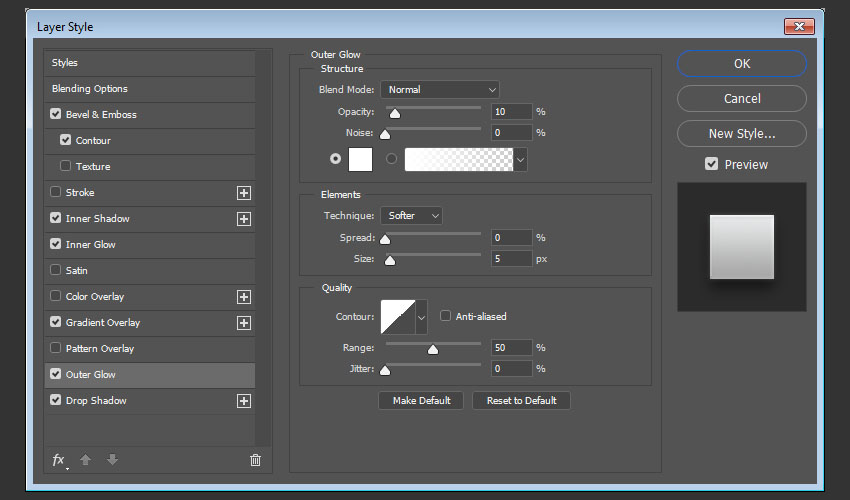 Layer Style
Styles
Blending Options
Bevel & Emboss
Contour
Texture
Stroke
Inner Shadow
Inner Glow
Satin
Color Overlay
Gradient Overlay
Pattern Overlay
Outer Glow
Drop Shadow
fx
Outer Glow
Structure
Blend Mode: Normal
Opacity: 10 %
Noise: 0 %
Elements
Technique: Softer
Spread: 0 %
Size: 5 px
Quality
Contour: Anti-aliased
Range: 50 %
Jitter: 0 %
Make Default Reset to Default
OK
Cancel
New Style...
Preview